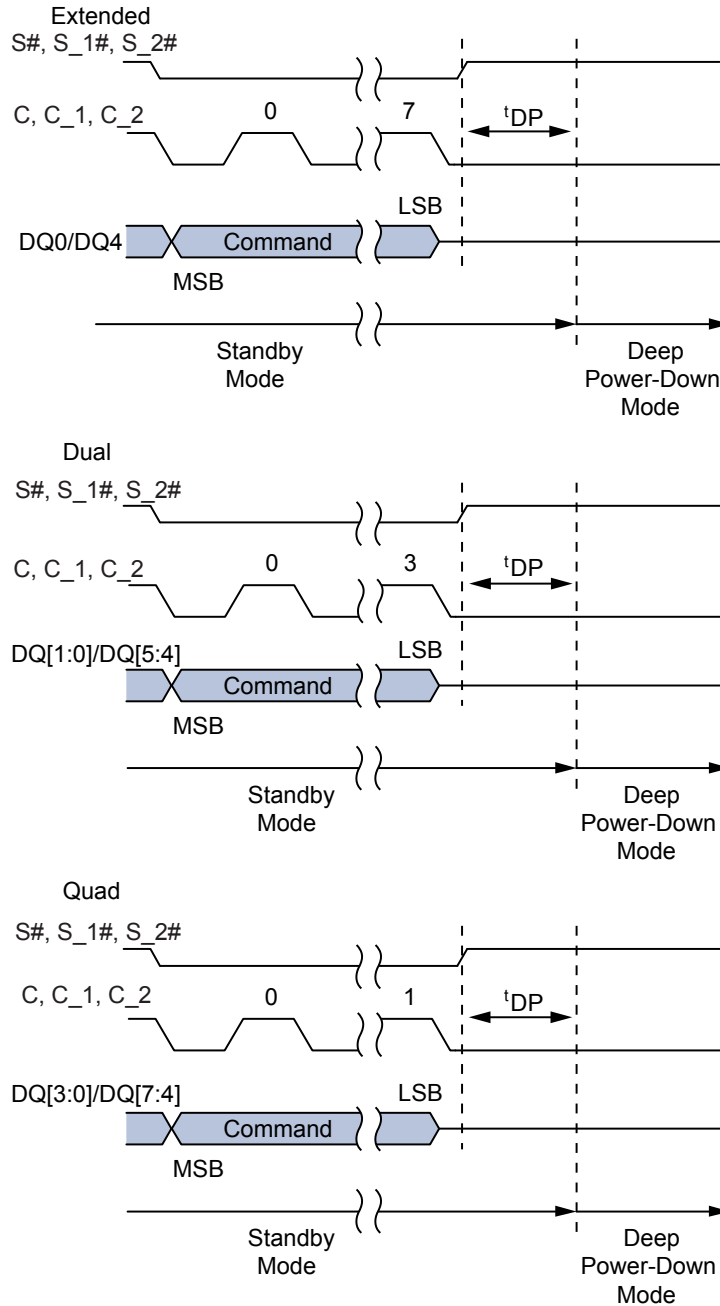 Extended
S#, S_1#, S_2#
C, C_1, C_2
0
7
tDP
LSB
DQ0/DQ4
Command
MSB
Standby
Mode
Deep
Power-Down
Mode
Dual
S#, S_1#, S_2#
C, C_1, C_2
0
3
tDP
DQ[1:0]/DQ[5:4]
LSB
Command
MSB
Standby
Mode
Deep
Power-Down
Mode
Quad
S#, S_1#, S_2#
C, C_1, C_2
0
1
tDP
DQ[3:0]/DQ[7:4]
LSB
Command
MSB
Standby
Mode
Deep
Power-Down
Mode